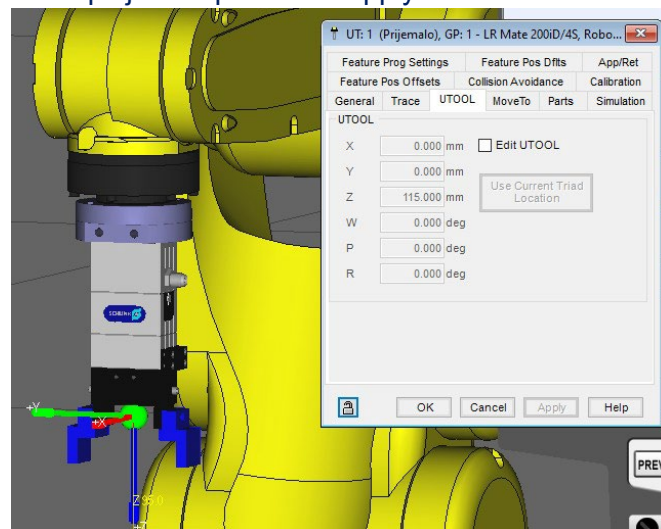 UT: 1 (Prijemalo), GP: 1 - LR Mate 200iD/4S, Robo...
Feature Prog Settings Feature Pos Dflts App/Ret
Feature Pos Offsets Collision Avoidance Calibration
General Trace UTOOL MoveTo Parts Simulation
UTOOL
X 0.000 mm Edit UTOOL
Y 0.000 mm
Use Current Triad
Location
Z 115.000 mm
W 0.000 deg
P 0.000 deg
R 0.000 deg
OK Cancel Apply Help
SCHUNK
+Y
+X
Z 95.0
+Z
PREV